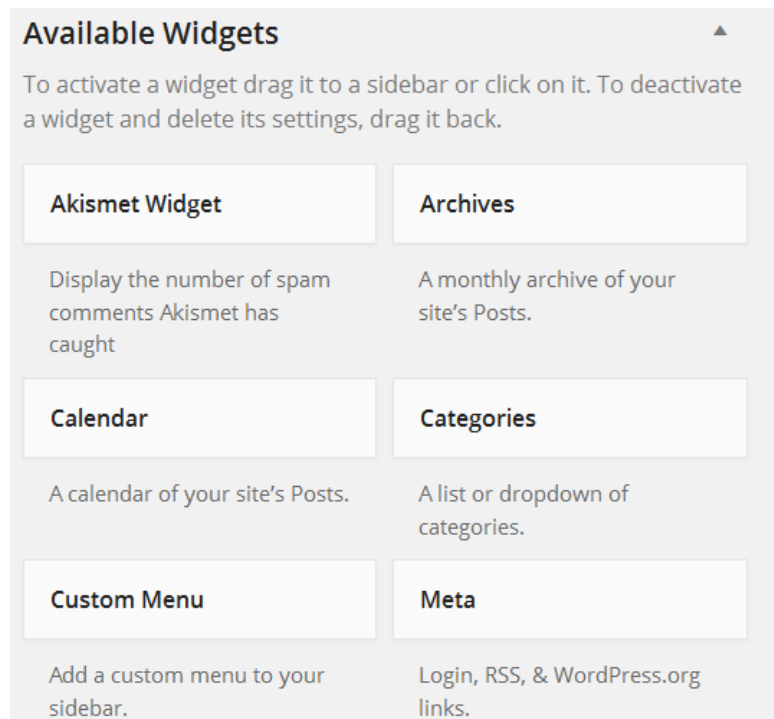 Available Widgets
To activate a widget drag it to a sidebar or click on it. To deactivate
a widget and delete its settings, drag it back.
Akismet Widget
Archives
Display the number of spam
comments Akismet has
caught
A monthly archive of your
site's Posts.
Calendar
Categories
A calendar of your site's Posts.
A list or dropdown of
categories.
Custom Menu
Meta
Add a custom menu to your
sidebar.
Login, RSS, & WordPress.org
links.